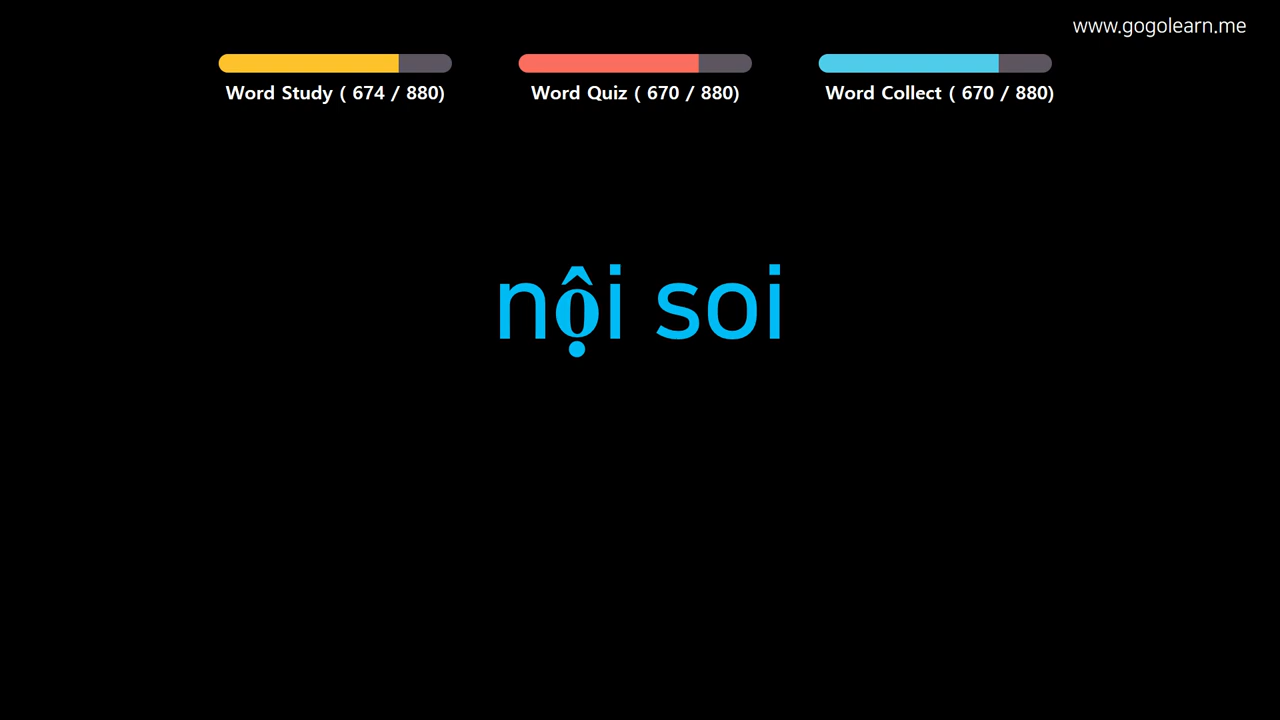 www.gogolearn.me
Word Study ( 674 / 880)
Word Quiz ( 670 / 880)
Word Collect ( 670 / 880)
nội soi